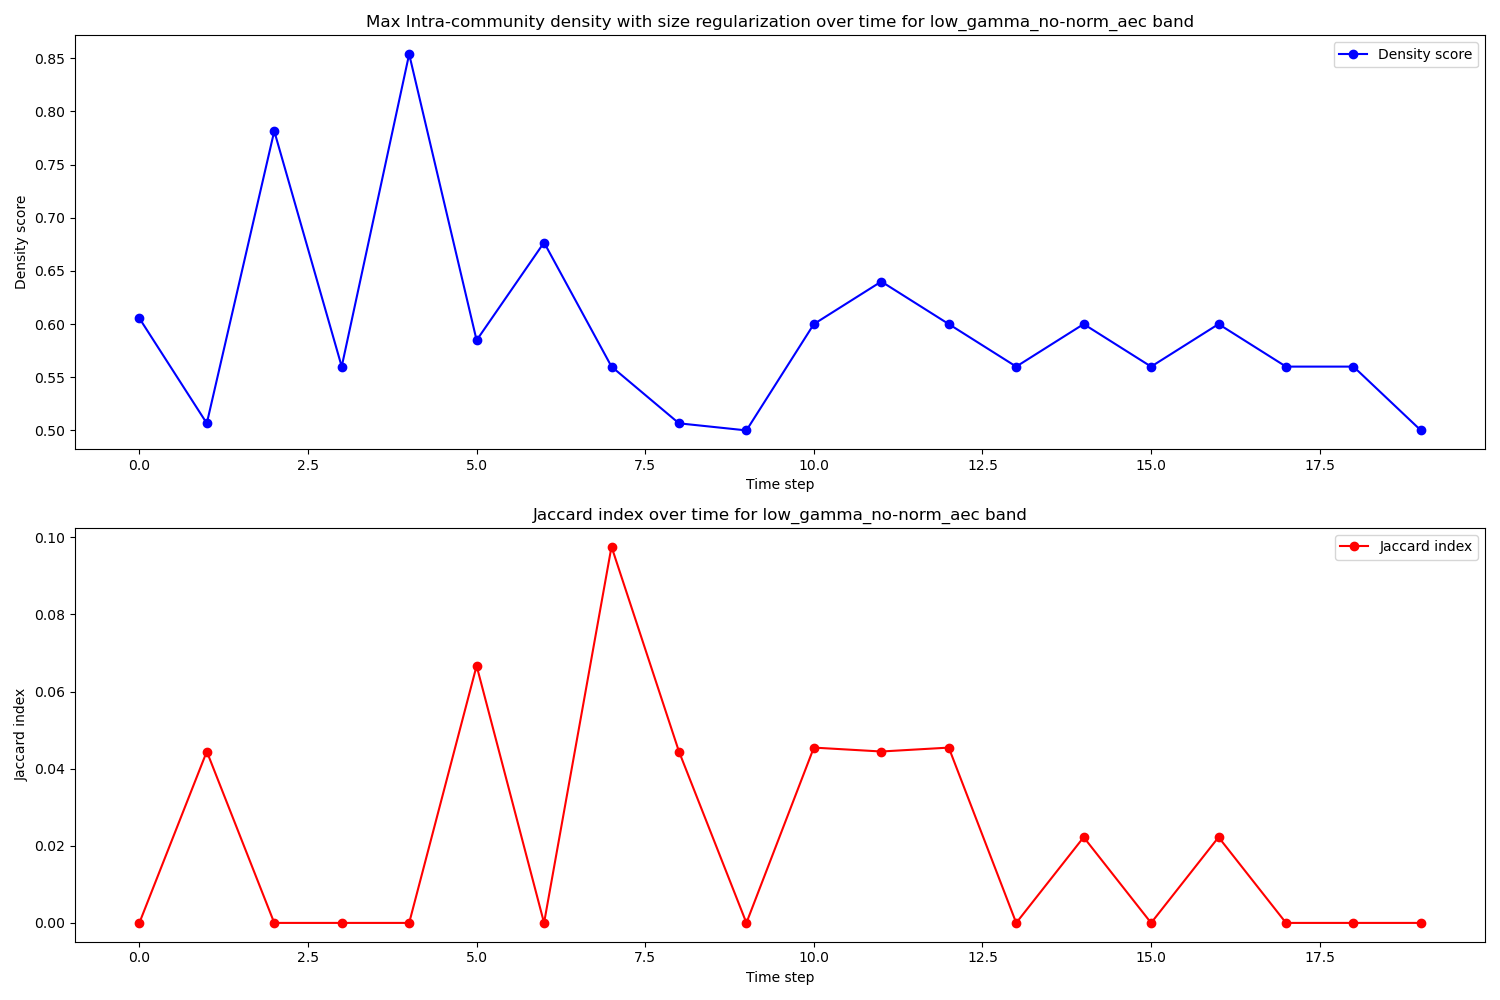 Max Intra-community density with size regularization over time for low_gamma_no-norm_aec band
Density score
0.85
0.80
0.75
0.70
0.65
0.60
0.55
0.50
Density score
0.0 2.5 5.0 7.5 10.0 12.5 15.0 17.5
Time step
Jaccard index over time for low_gamma_no-norm_aec band
Jaccard index
0.10
0.08
0.06
0.04
0.02
0.00
Jaccard index
0.0 2.5 5.0 7.5 10.0 12.5 15.0 17.5
Time step